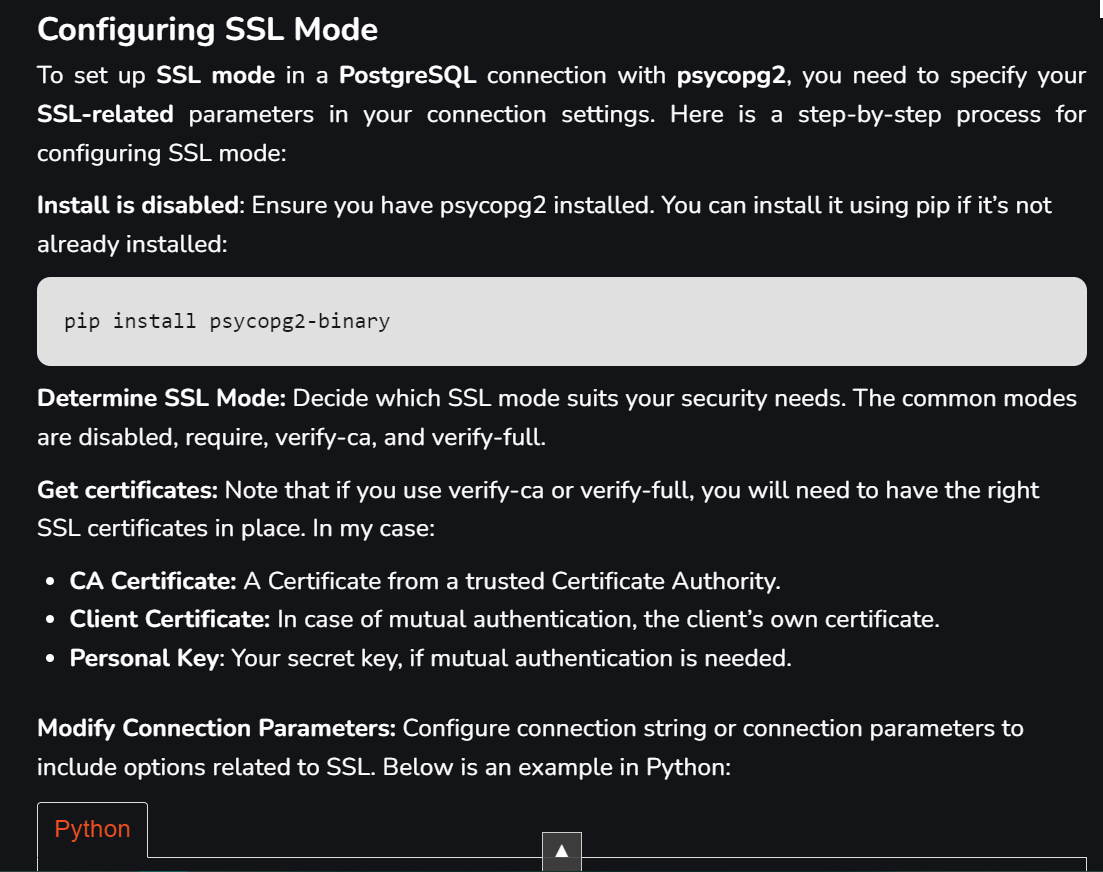 Configuring SSL Mode
To set up SSL mode in a PostgreSQL connection with psycopg2, you need to specify your
SSL-related parameters in your connection settings. Here is a step-by-step process for
configuring SSL mode:
Install is disabled: Ensure you have psycopg2 installed. You can install it using pip if it’s not
already installed:
pip install psycopg2-binary
Determine SSL Mode: Decide which SSL mode suits your security needs. The common modes
are disabled, require, verify-ca, and verify-full.
Get certificates: Note that if you use verify-ca or verify-full, you will need to have the right
SSL certificates in place. In my case:
• CA Certificate: A Certificate from a trusted Certificate Authority.
• Client Certificate: In case of mutual authentication, the client’s own certificate.
• Personal Key: Your secret key, if mutual authentication is needed.
Modify Connection Parameters: Configure connection string or connection parameters to
include options related to SSL. Below is an example in Python:
Python